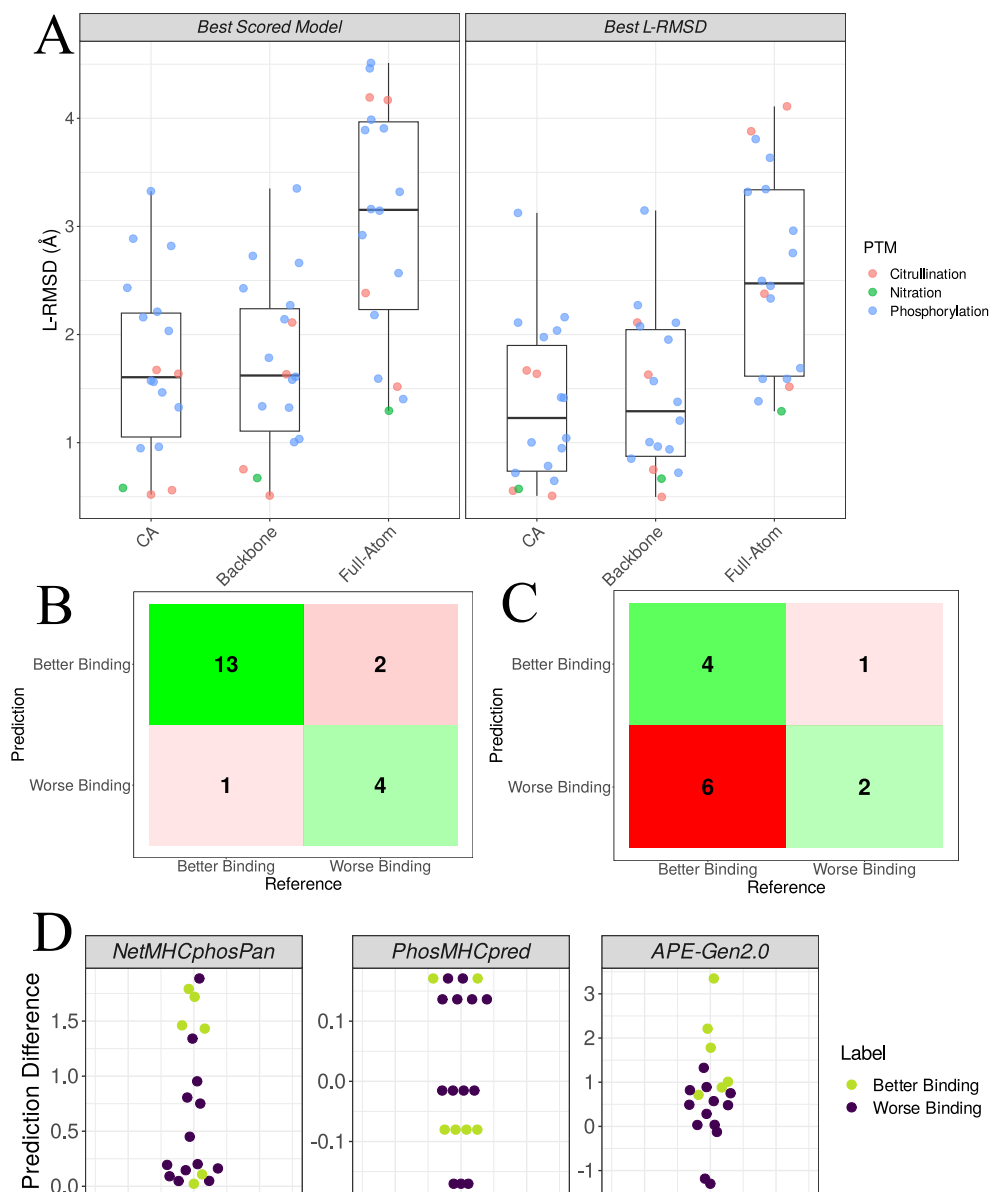 A
Best Scored Model
Best L-RMSD
L-RMSD (Å)
4
3
2
1
CA
Backbone
Full-Atom
CA
Backbone
Full-Atom
PTM
Citrullination
Nitration
Phosphorylation
B
Prediction
Better Binding
13
2
Worse Binding
1
4
Better Binding
Worse Binding
Reference
C
Prediction
Better Binding
4
1
Worse Binding
6
2
Better Binding
Worse Binding
Reference
D
NetMHCphosPan
PhosMHCpred
APE-Gen2.0
Prediction Difference
1.5
1.0
0.5
0.0
0.1
0.0
-0.1
3
2
1
0
-1
Label
Better Binding
Worse Binding